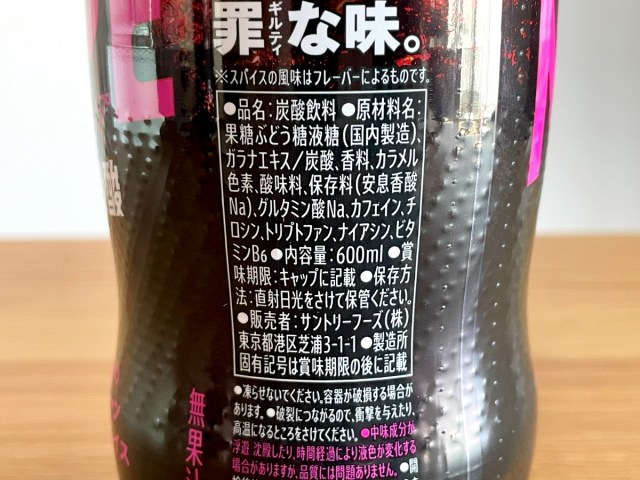 罪な味。
ギルティ
※スパイスの風味はフレーバーによるものです。
●品名:炭酸飲料 ●原材料名:
果糖ぶどう糖液糖(国内製造)、
ガラナエキス/炭酸、香料、カラメル
色素、酸味料、保存料(安息香酸
Na)、グルタミン酸Na、カフェイン、チ
ロシン、トリプトファン、ナイアシン、ビタ
ミンB6 ●内容量:600ml ●賞
味期限:キャップに記載 ●保存方
法:直射日光をさけて保管ください。
●販売者:サントリーフーズ(株)
東京都港区芝浦3-1-1 ●製造所
固有記号は賞味期限の後に記載
●凍らせないでください。容器が破損する場合が
あります。●破裂につながるので、衝撃を与えたり、
高温になるところをさけてください。●中味成分が
浮遊 沈殿したり、時間経過により液色が変化する
場合がありますが、品質には問題ありません。●開
酸
無果汁